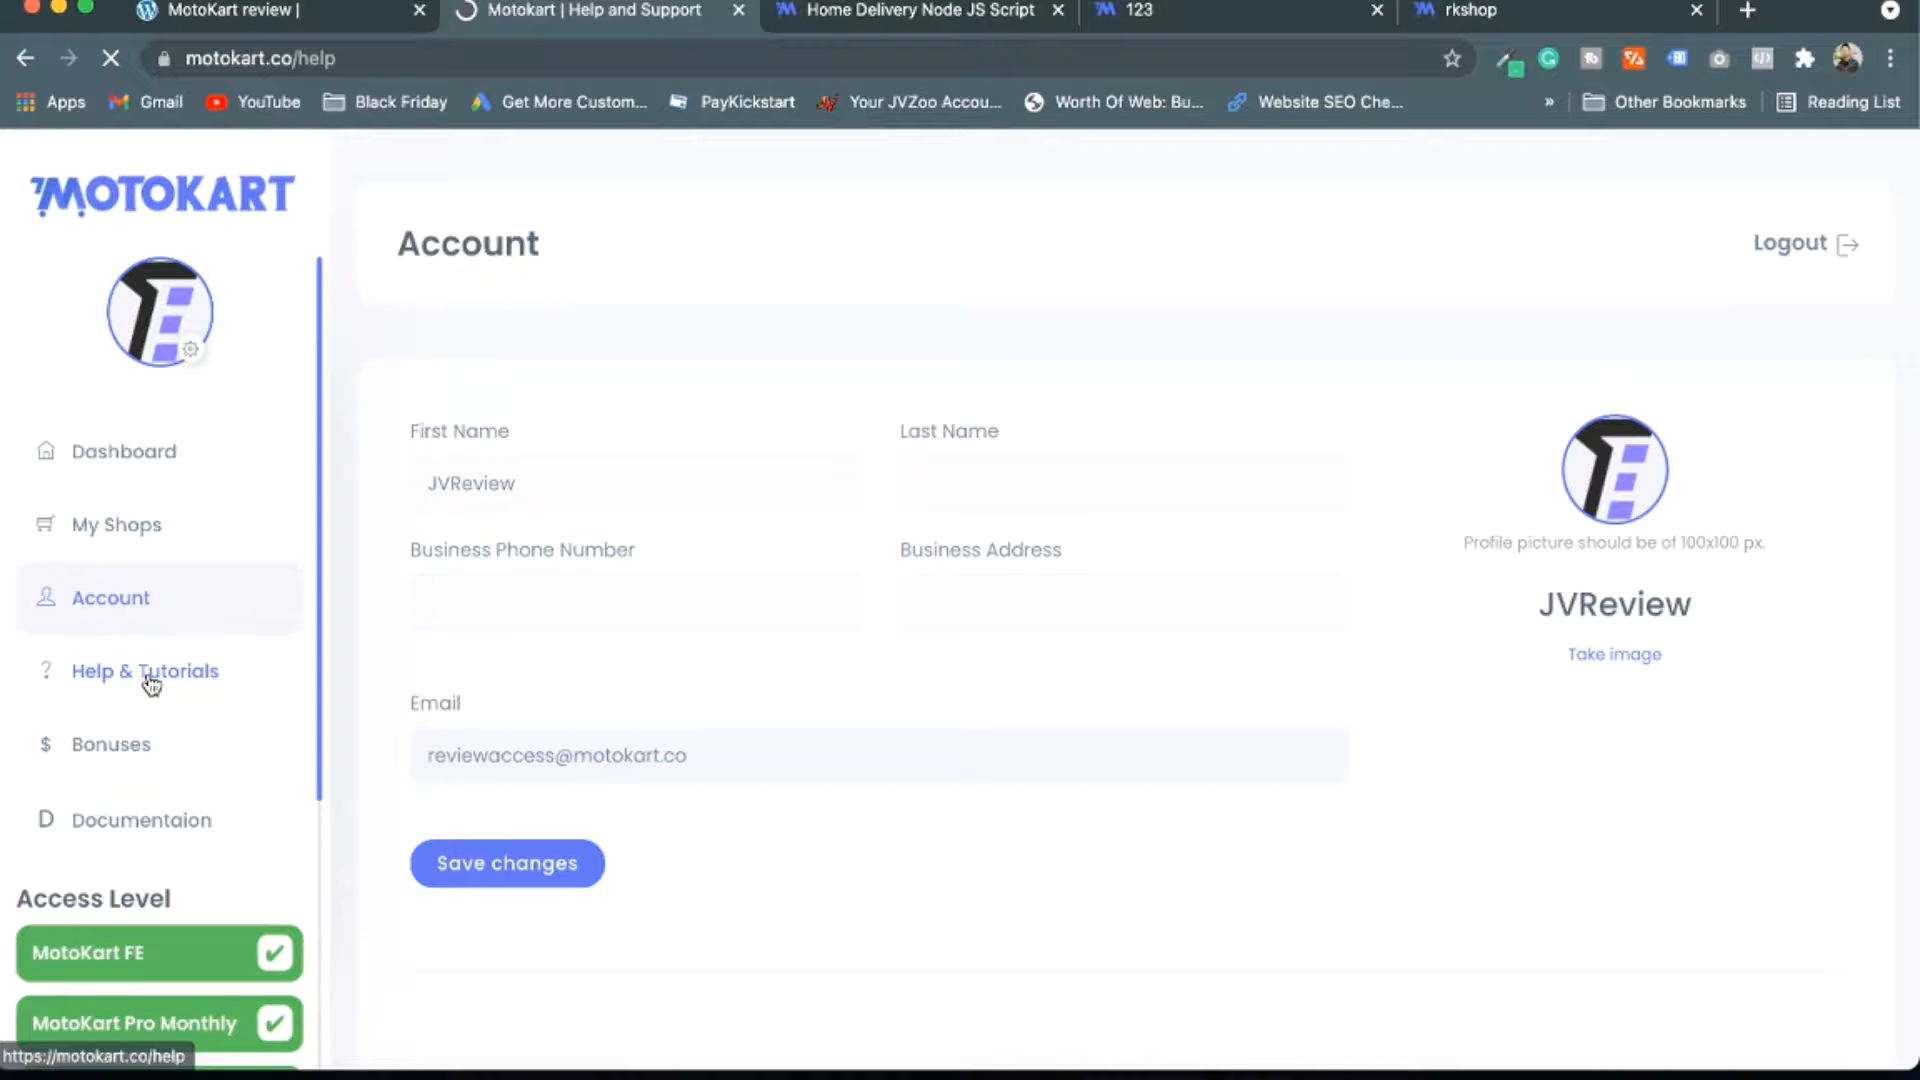 MotoKart review |
Motokart | Help and Support
Home Delivery Node JS Script
123
rkshop
motokart.co/help
Apps
Gmail
YouTube
Black Friday
Get More Custom...
PayKickstart
Your JVZoo Accou...
Worth Of Web: Bu...
Website SEO Che...
»
Other Bookmarks
Reading List
MOTOKART
Account
Logout
Dashboard
My Shops
Account
Help & Tutorials
Bonuses
Documentaion
Access Level
MotoKart FE
MotoKart Pro Monthly
First Name
Last Name
JVReview
Business Phone Number
Business Address
Email
reviewaccess@motokart.co
Save changes
Profile picture should be of 100x100 px.
JVReview
Take image
https://motokart.co/help